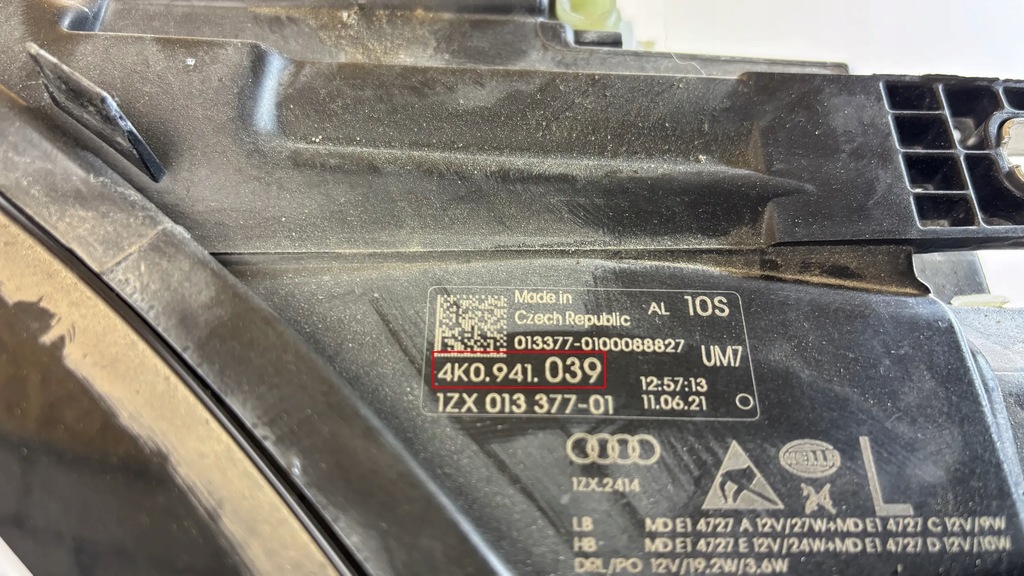 Made in
Czech Republic
AL 10S
013377-0100088827
UM7
4K0.941. 039
12:57:13
1ZX 013 377-01
11.06.21
1ZX.2414
HELLA
L
LB MD E1 4727 A 12V/27W+MD E1 4727 C 12V/9W
HB MD E1 4727 E 12V/24W+MD E1 4727 D 12V/10W
DRL/PO 12V/19,2W/3,6W